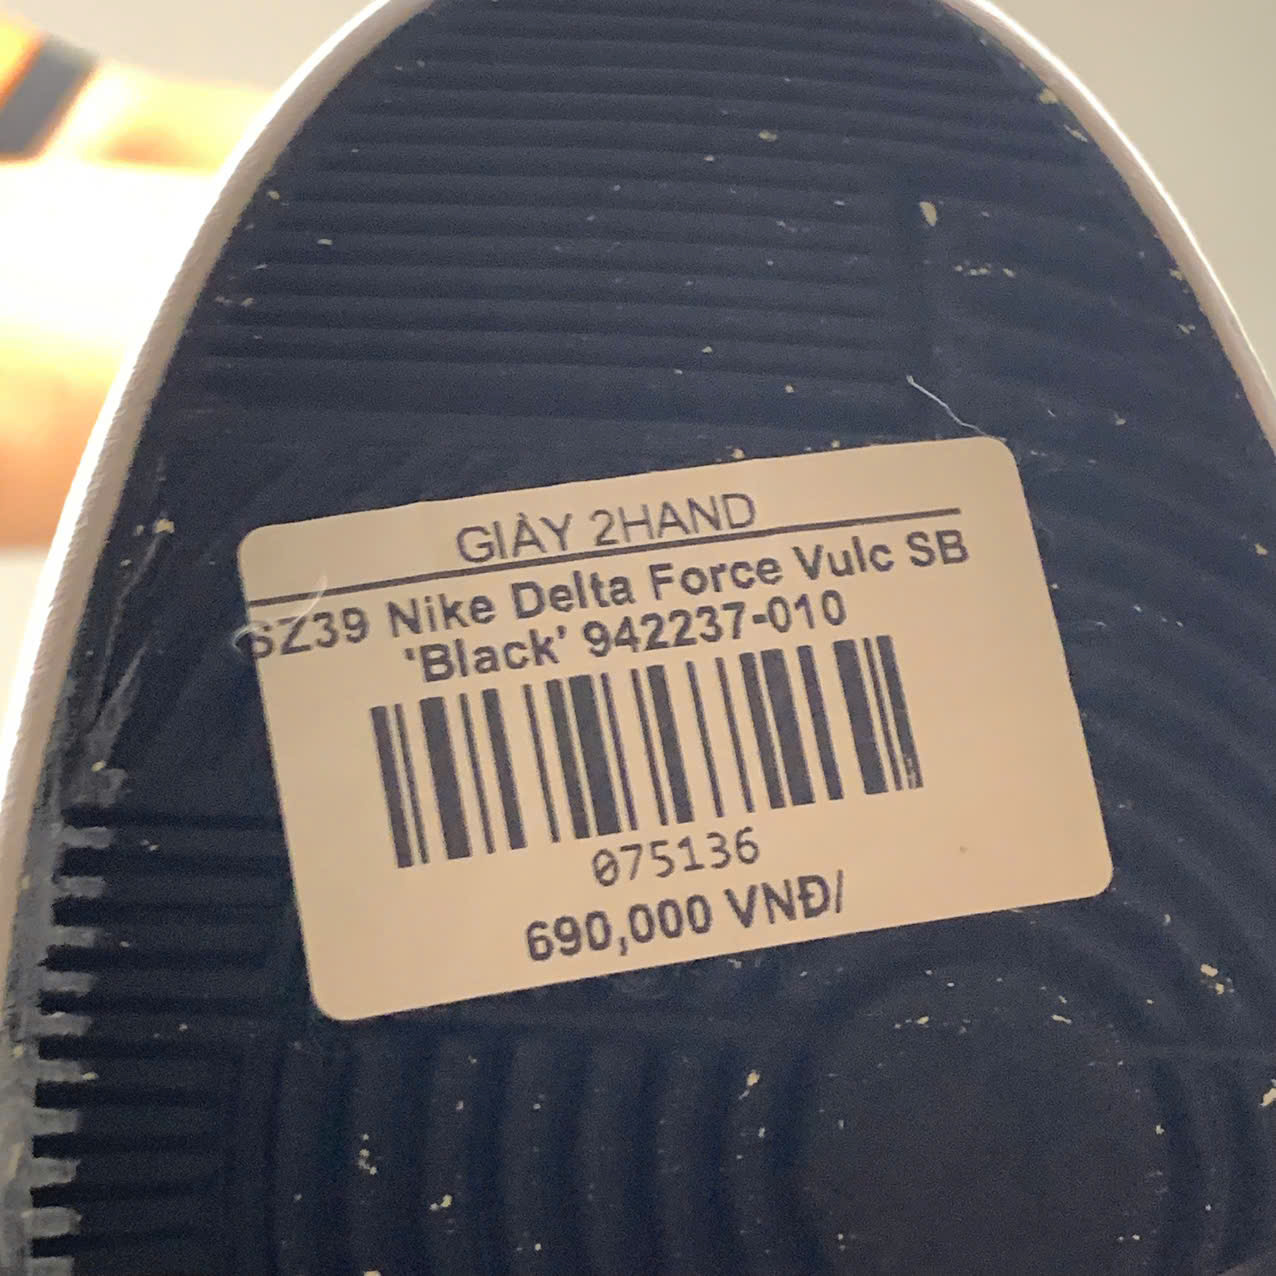 GIÀY 2HAND
SZ39 Nike Delta Force Vulc SB
‘Black’ 942237-010
075136
690,000 VNĐ/